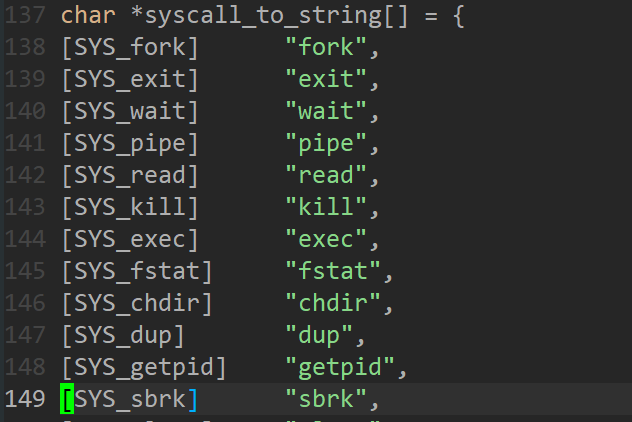 137 char *syscall_to_string[] = {
138 [SYS_fork]      "fork",
139 [SYS_exit]      "exit",
140 [SYS_wait]      "wait",
141 [SYS_pipe]      "pipe",
142 [SYS_read]      "read",
143 [SYS_kill]      "kill",
144 [SYS_exec]      "exec",
145 [SYS_fstat]     "fstat",
146 [SYS_chdir]     "chdir",
147 [SYS_dup]       "dup",
148 [SYS_getpid]    "getpid",
149 [SYS_sbrk]      "sbrk",